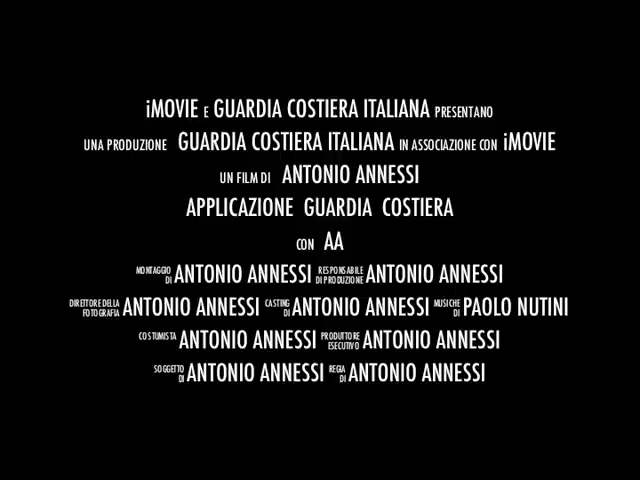 iMOVIE E GUARDIA COSTIERA ITALIANA PRESENTANO
UNA PRODUZIONE GUARDIA COSTIERA ITALIANA IN ASSOCIAZIONE CON iMOVIE
UN FILM DI ANTONIO ANNESSI
APPLICAZIONE GUARDIA COSTIERA
CON AA
MONTAGGIO DI ANTONIO ANNESSI RESPONSABILE DI PRODUZIONE ANTONIO ANNESSI
DIRETTORE DELLA FOTOGRAFIA ANTONIO ANNESSI CASTING DI ANTONIO ANNESSI MUSICHE DI PAOLO NUTINI
COSTUMISTA ANTONIO ANNESSI PRODUTTORE ESECUTIVO ANTONIO ANNESSI
SOGGETTO DI ANTONIO ANNESSI REGIA DI ANTONIO ANNESSI